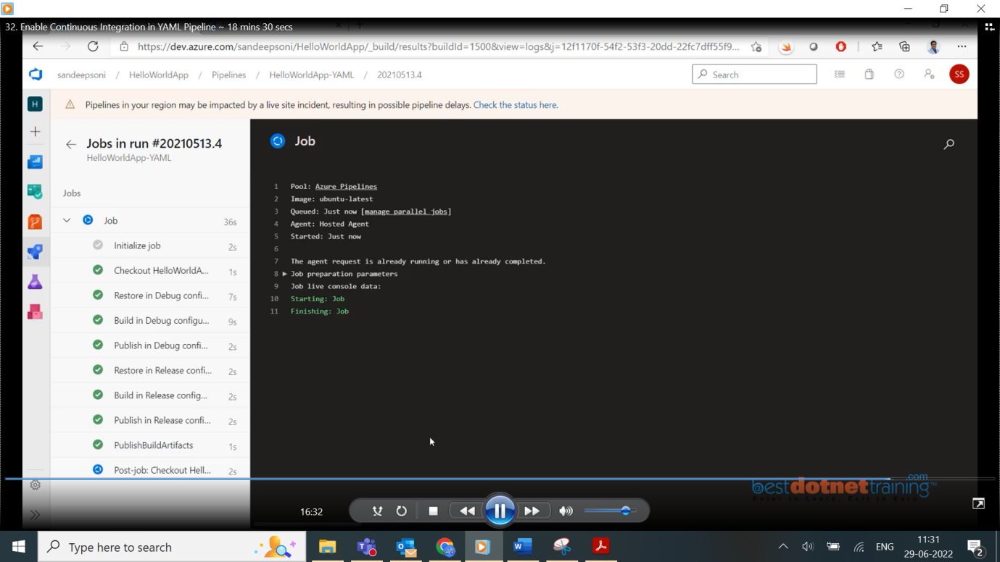 32. Enable Continuous Integration in YAML Pipeline ~ 18 mins 30 secs
https://dev.azure.com/sandeepsoni/HelloWorldApp/_build/results?buildId=1500&view=logs&j=12f1170f-54f2-53f3-20dd-22fc7dff55f9...
sandeepsoni / HelloWorldApp / Pipelines / HelloWorldApp-YAML / 20210513.4
Search
SS
H
Pipelines in your region may be impacted by a live site incident, resulting in possible pipeline delays. Check the status here.
Jobs in run #20210513.4
HelloWorldApp-YAML
Jobs
Job 36s
Initialize job 2s
Checkout HelloWorldA... 1s
Restore in Debug confi... 7s
Build in Debug configu... 9s
Publish in Debug confi... 2s
Restore in Release confi... 2s
Build in Release config... 2s
Publish in Release confi... 2s
PublishBuildArtifacts 1s
Post-job: Checkout Hell... 2s
Job
1 Pool: Azure Pipelines
2 Image: ubuntu-latest
3 Queued: Just now [manage parallel jobs]
4 Agent: Hosted Agent
5 Started: Just now
6
7 The agent request is already running or has already completed.
8 Job preparation parameters
9 Job live console data:
10 Starting: Job
11 Finishing: Job
bestdotnettraining.com
Enter to Learn, Exit to Earn
16:32
Type here to search
ENG
11:31
29-06-2022
2